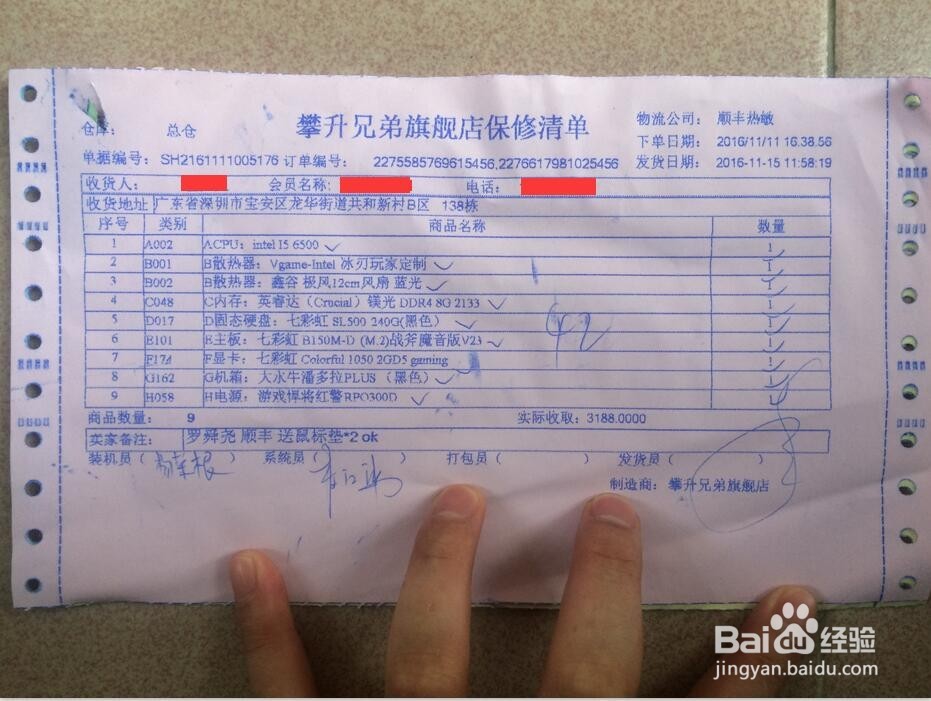 攀升兄弟旗舰店保修清单
仓库： 总仓
物流公司： 顺丰热敏
下单日期： 2016/11/11 16.38.56
单据编号： SH2161111005176 订单编号： 2275585769615456,2276617981025456 发货日期： 2016-11-15 11:58:19
收货人： 会员名称: 电话：
收货地址 广东省深圳市宝安区龙华街道共和新村B区 138栋
序号 类别 商品名称 数量
1 A002 ACPU：intel I5 6500 1
2 B001 B散热器：Vgame-Intel 冰刃玩家定制 1
3 B002 B散热器：鑫谷 极风12cm风扇 蓝光 1
4 C048 C内存：英睿达（Crucial）镁光 DDR4 8G 2133 1
5 D017 D固态硬盘：七彩虹 SL500 240G(黑色） 1
6 E101 E主板：七彩虹 B150M-D (M.2)战斧魔音版V23 1
7 F174 F显卡：七彩虹 Colorful 1050 2GD5 gaming 1
8 G162 G机箱：大水牛潘多拉PLUS （黑色） 1
9 H058 H电源：游戏悍将红警RPO300D 1
42
商品数量： 9 实际收取：3188.0000
卖家备注： 罗舜尧 顺丰 送鼠标垫*2 ok
装机员（ ） 系统员（ ） 打包员（ ） 发货员（ ）
制造商： 攀升兄弟旗舰店
Baidu经验
jingyan.baidu.com